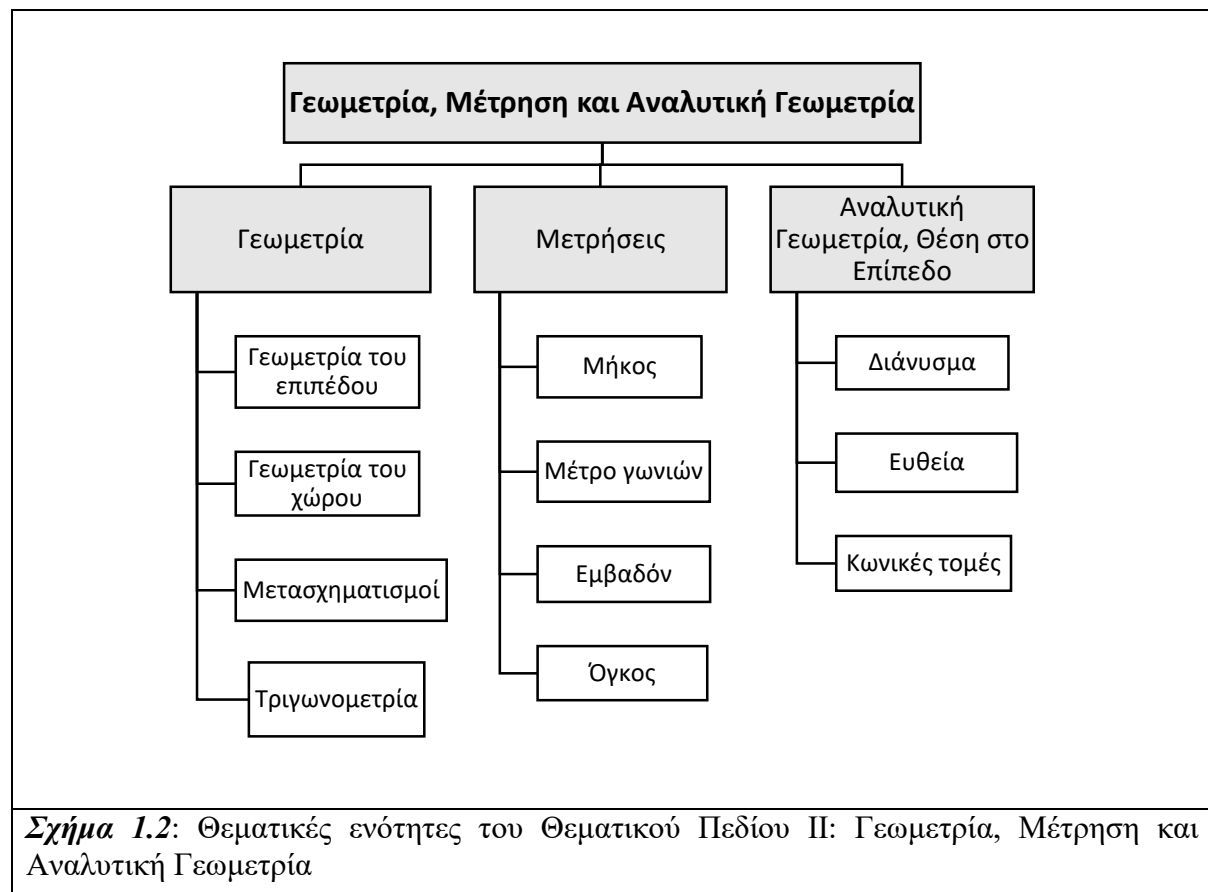 Γεωμετρία, Μέτρηση και Αναλυτική Γεωμετρία
Γεωμετρία
Γεωμετρία του
επιπέδου
Γεωμετρία του
χώρου
Μετασχηματισμοί
Τριγωνομετρία
Μετρήσεις
Μήκος
Μέτρο γωνιών
Εμβαδόν
Όγκος
Αναλυτική
Γεωμετρία, Θέση στο
Επίπεδο
Διάνυσμα
Ευθεία
Κωνικές τομές
Σχήμα 1.2: Θεματικές ενότητες του Θεματικού Πεδίου ΙΙ: Γεωμετρία, Μέτρηση και
Αναλυτική Γεωμετρία